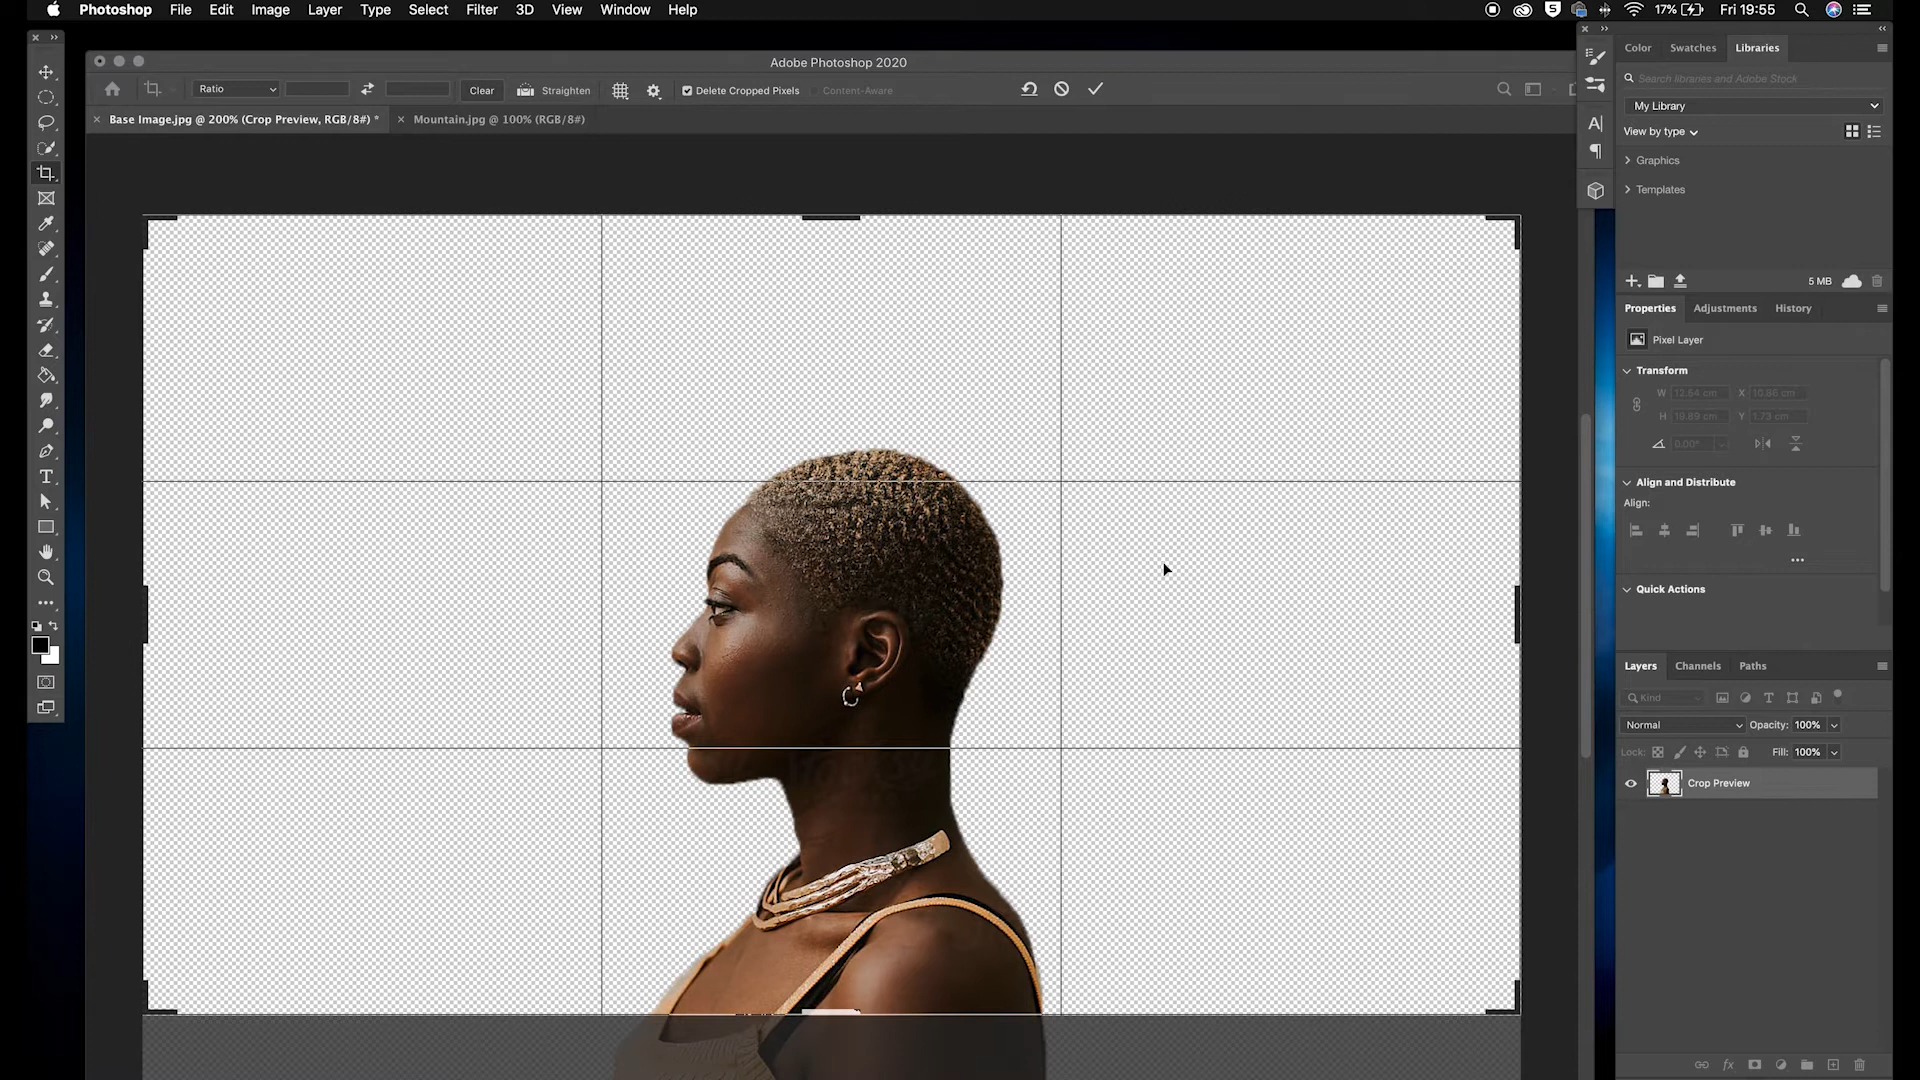 Photoshop File Edit Image Layer Type Select Filter 3D View Window Help 17% Fri 19:55
Adobe Photoshop 2020
Ratio Clear Straighten Delete Cropped Pixels Content-Aware
Base Image.jpg @ 200% (Crop Preview, RGB/8#) * Mountain.jpg @ 100% (RGB/8#)
Color Swatches Libraries
Search libraries and Adobe Stock
My Library
View by type
Graphics
Templates
5 MB
Properties Adjustments History
Pixel Layer
Transform
W 12.64 cm X 10.86 cm
H 19.89 cm Y 1.73 cm
0.00°
Align and Distribute
Align:
Quick Actions
Layers Channels Paths
Kind
Normal Opacity: 100%
Lock: Fill: 100%
Crop Preview